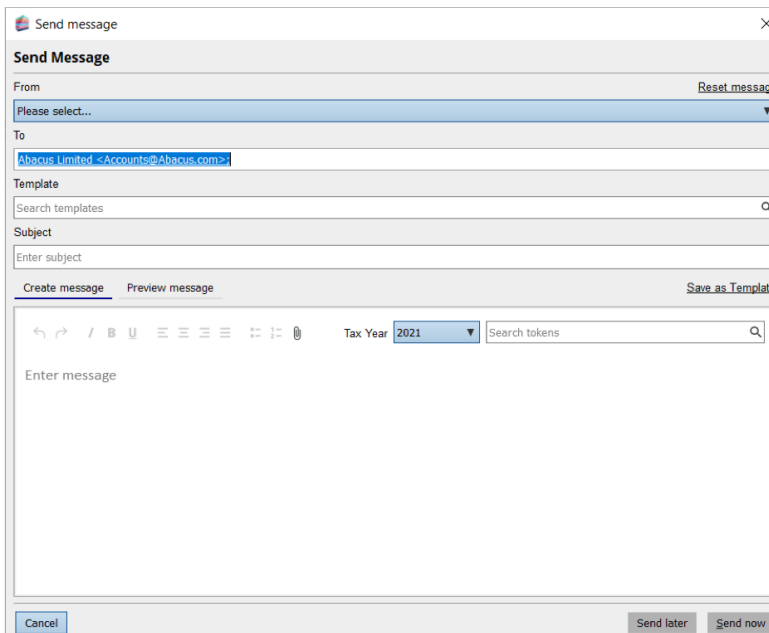 Send message
Send Message
From
Reset messag
Please select...
To
Abacus Limited <Accounts@Abacus.com>;
Template
Search templates
Subject
Enter subject
Create message Preview message Save as Templat
I B U Tax Year 2021 Search tokens
Enter message
Cancel Send later Send now